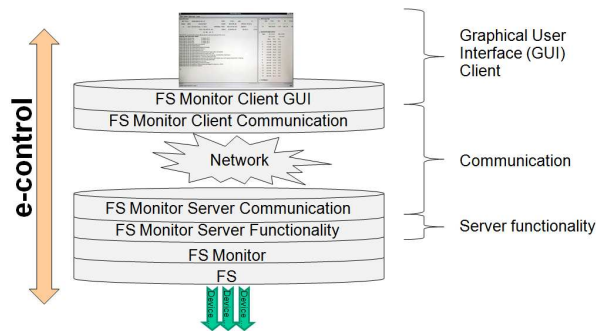 e-control
FS Monitor Client GUI
FS Monitor Client Communication
Network
FS Monitor Server Communication
FS Monitor Server Functionality
FS Monitor
FS
Device
Device
Device
Graphical User
Interface (GUI)
Client
Communication
Server functionality